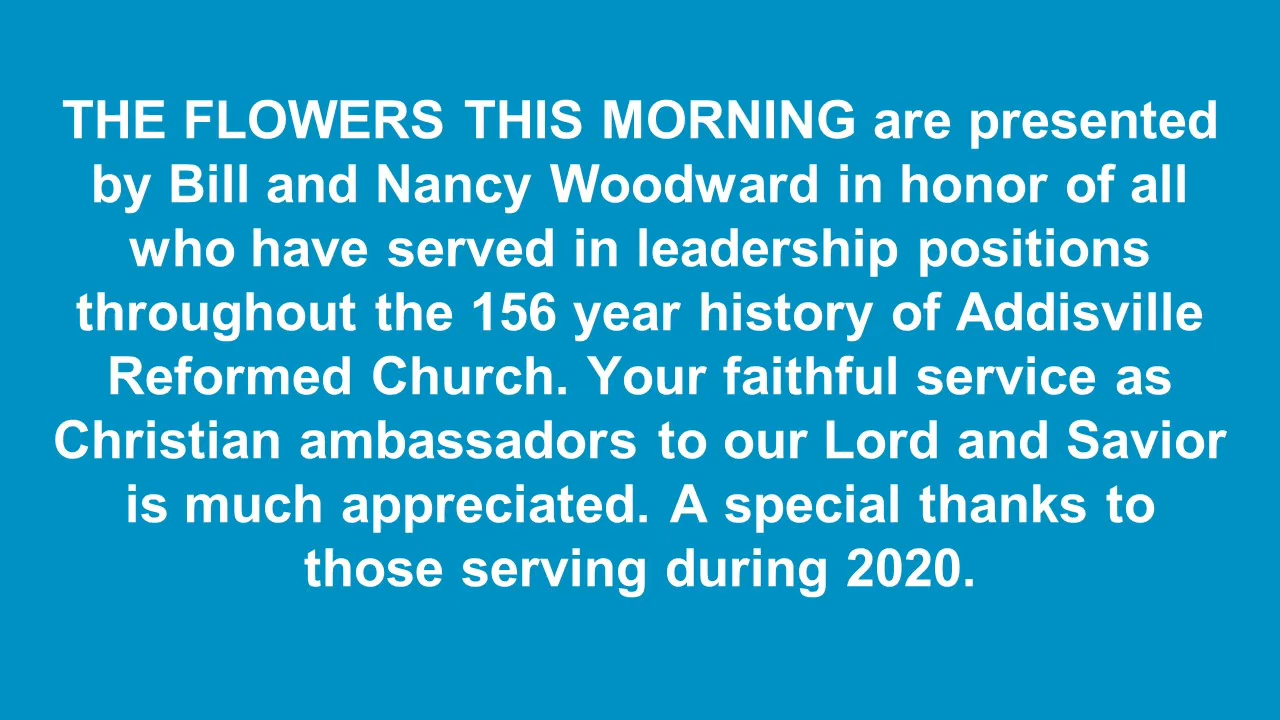 THE FLOWERS THIS MORNING are presented
by Bill and Nancy Woodward in honor of all
who have served in leadership positions
throughout the 156 year history of Addisville
Reformed Church. Your faithful service as
Christian ambassadors to our Lord and Savior
is much appreciated. A special thanks to
those serving during 2020.